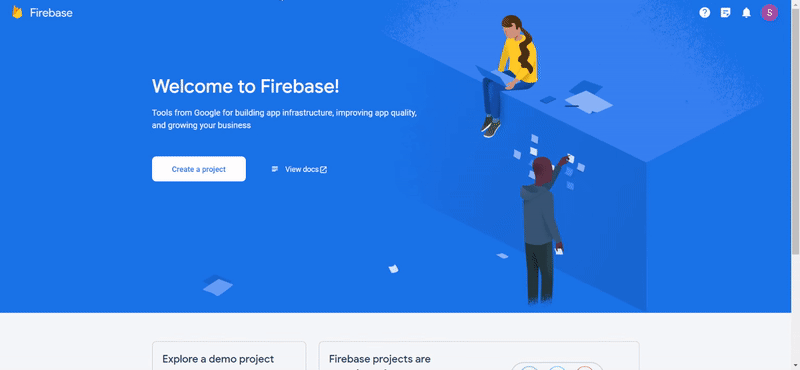 Firebase
S
Welcome to Firebase!
Tools from Google for building app infrastructure, improving app quality,
and growing your business
Create a project
View docs
Explore a demo project
Firebase projects are